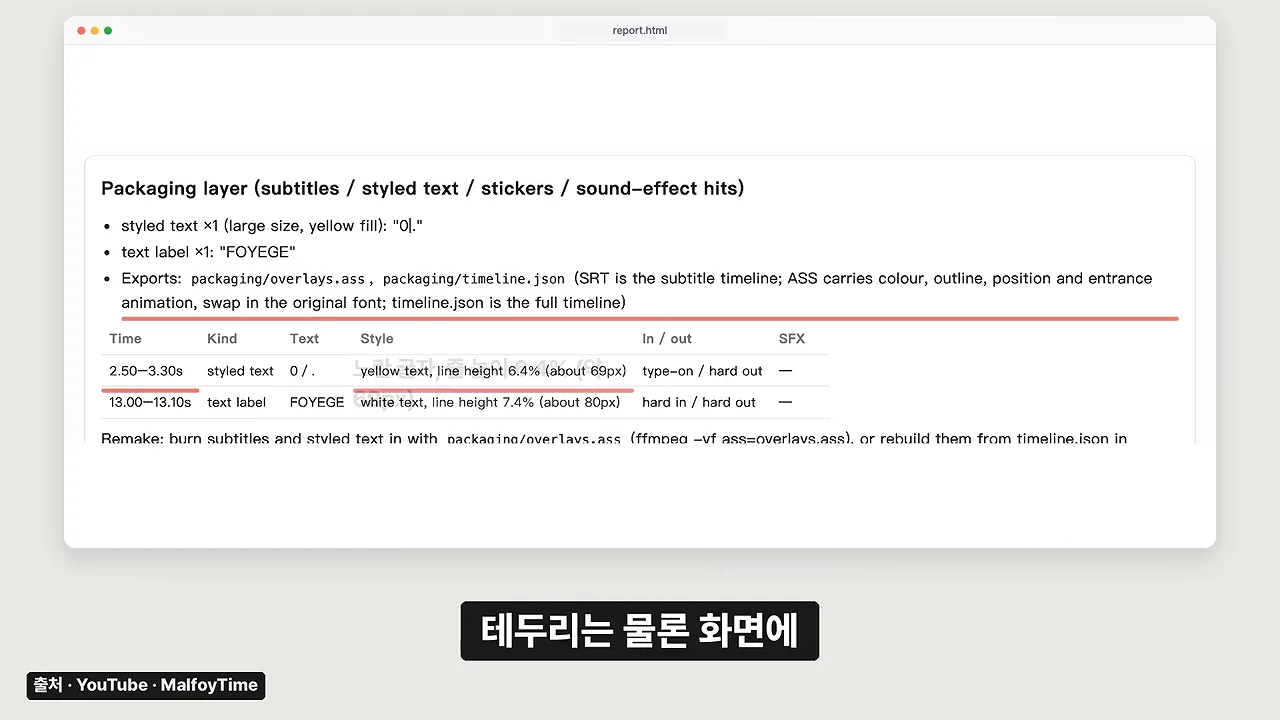 report.html
Packaging layer (subtitles / styled text / stickers / sound-effect hits)
• styled text ×1 (large size, yellow fill): "0|."
• text label ×1: "FOYEGE"
• Exports: packaging/overlays.ass, packaging/timeline.json (SRT is the subtitle timeline; ASS carries colour, outline, position and entrance
animation, swap in the original font; timeline.json is the full timeline)
Time Kind Text Style In / out SFX
2.50—3.30s styled text 0 / . yellow text, line height 6.4% (about 69px) type-on / hard out —
13.00—13.10s text label FOYEGE white text, line height 7.4% (about 80px) hard in / hard out —
Remake: burn subtitles and styled text in with packaging/overlays.ass (ffmpeg -vf ass=overlays.ass), or rebuild them from timeline.json in
테두리는 물론 화면에
출처 · YouTube · MalfoyTime